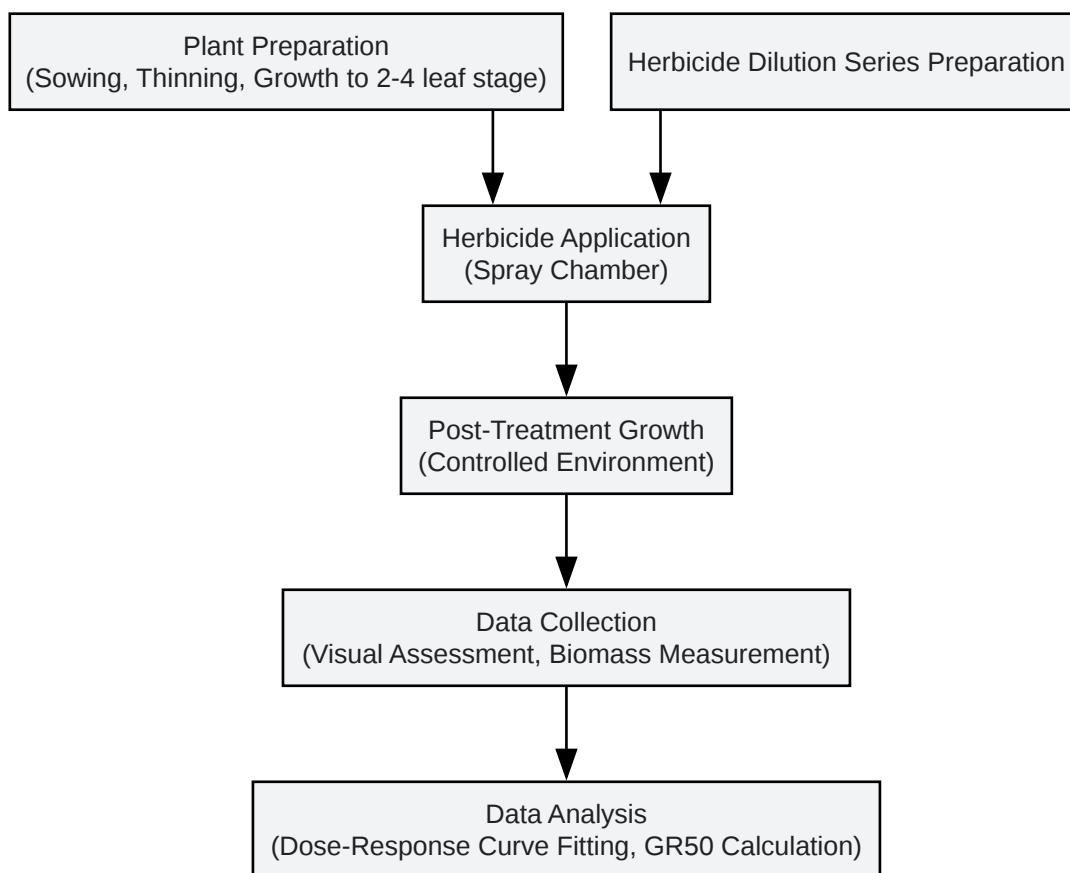 Plant Preparation
(Sowing, Thinning, Growth to 2-4 leaf stage)
Herbicide Dilution Series Preparation
Herbicide Application
(Spray Chamber)
Post-Treatment Growth
(Controlled Environment)
Data Collection
(Visual Assessment, Biomass Measurement)
Data Analysis
(Dose-Response Curve Fitting, GR50 Calculation)